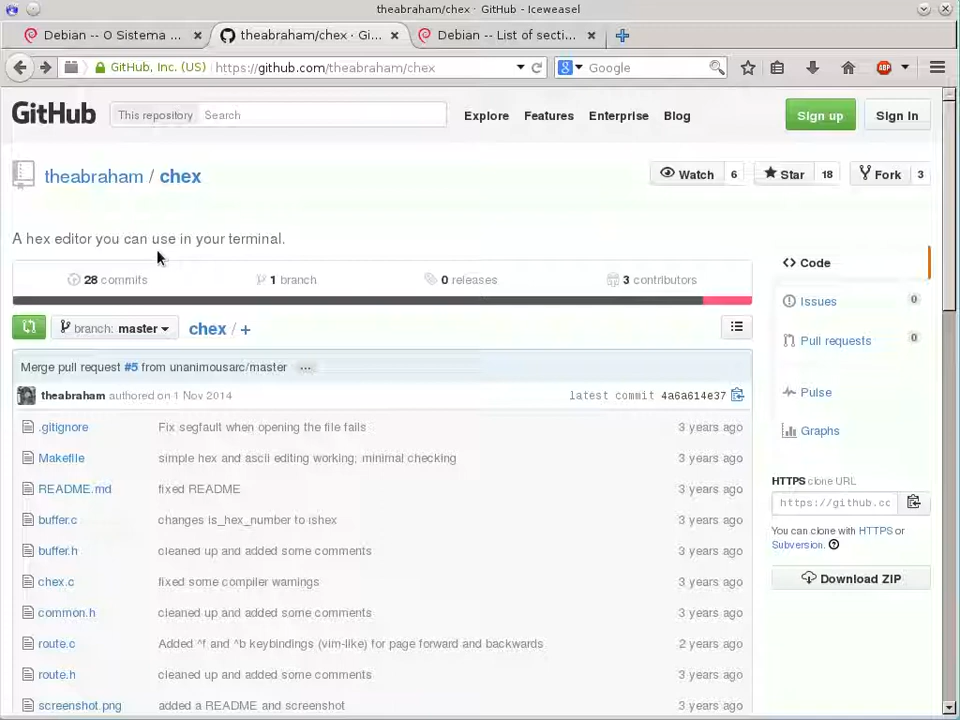 theabraham/chex · GitHub - Iceweasel
Debian -- O Sistema ...
theabraham/chex · Gi...
Debian -- List of secti...
GitHub, Inc. (US) https://github.com/theabraham/chex
Google
ABP
GitHub This repository Search Explore Features Enterprise Blog Sign up Sign in
theabraham / chex
Watch 6 Star 18 Fork 3
A hex editor you can use in your terminal.
28 commits 1 branch 0 releases 3 contributors
branch: master chex / +
Merge pull request #5 from unanimousarc/master ...
theabraham authored on 1 Nov 2014 latest commit 4a6a614e37
.gitignore Fix segfault when opening the file fails 3 years ago
Makefile simple hex and ascii editing working; minimal checking 3 years ago
README.md fixed README 3 years ago
buffer.c changes is_hex_number to ishex 3 years ago
buffer.h cleaned up and added some comments 3 years ago
chex.c fixed some compiler warnings 3 years ago
common.h cleaned up and added some comments 3 years ago
route.c Added ^f and ^b keybindings (vim-like) for page forward and backwards 2 years ago
route.h cleaned up and added some comments 3 years ago
screenshot.png added a README and screenshot 3 years ago
Code
Issues 0
Pull requests 0
Pulse
Graphs
HTTPS clone URL
https://github.cc
You can clone with HTTPS or
Subversion.
Download ZIP